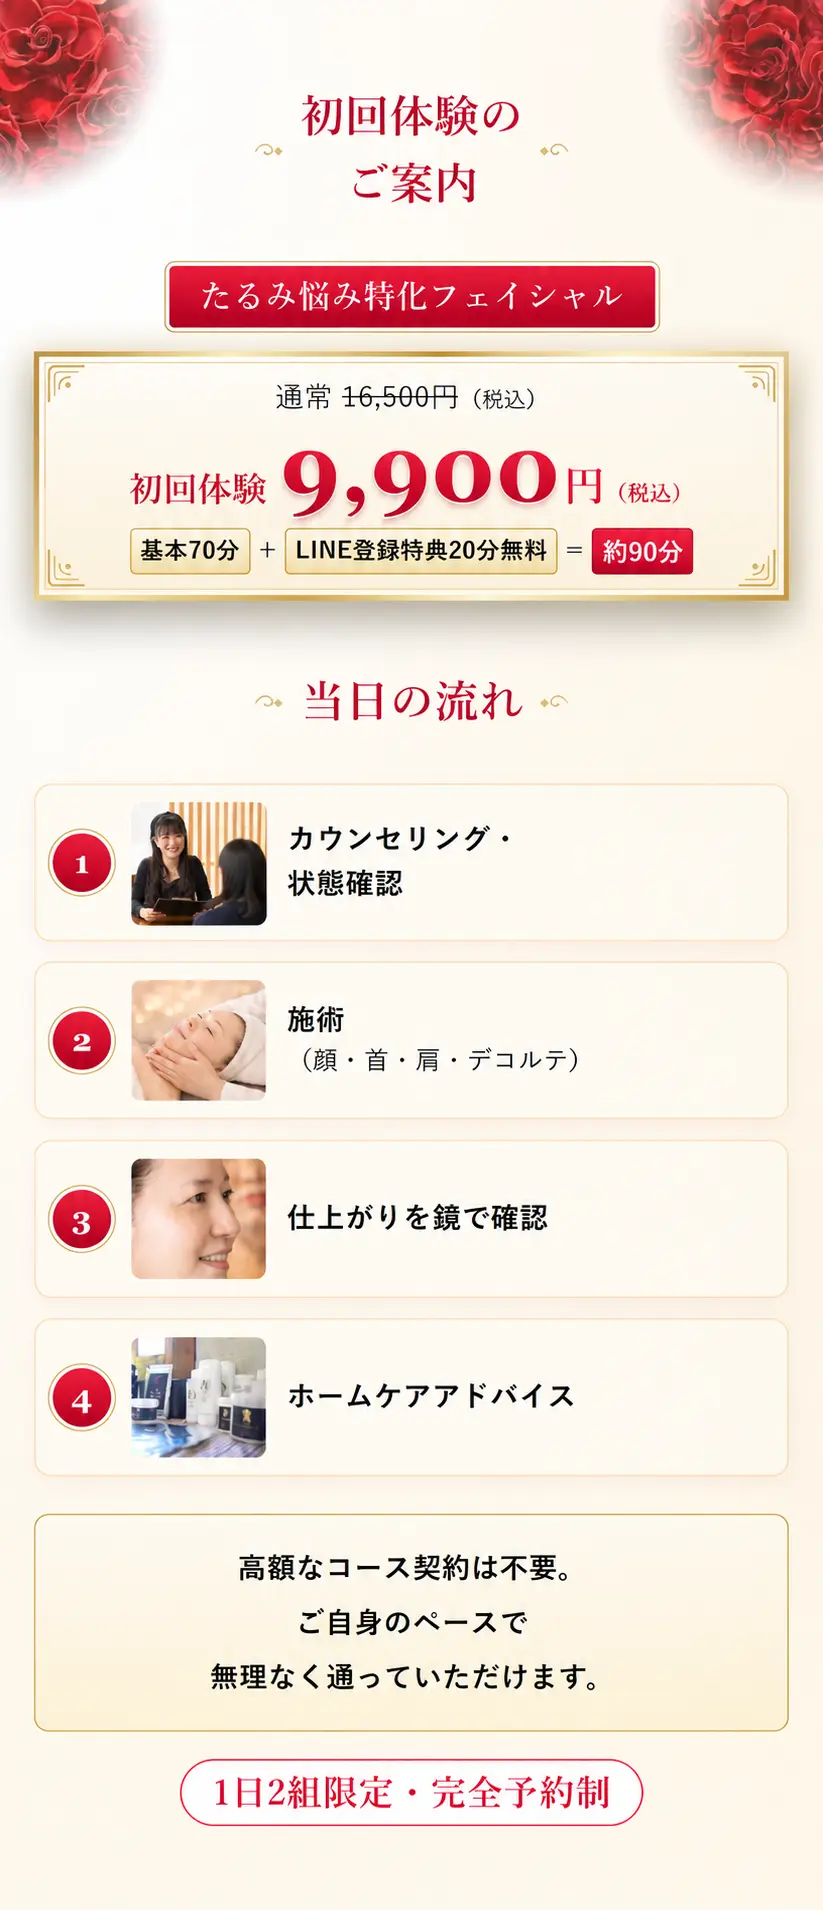 初回体験の
ご案内
たるみ悩み特化フェイシャル
通常 16,500円（税込）
初回体験 9,900円（税込）
基本70分 + LINE登録特典20分無料 = 約90分
当日の流れ
1
カウンセリング・
状態確認
2
施術
（顔・首・肩・デコルテ）
3
仕上がりを鏡で確認
4
ホームケアアドバイス
高額なコース契約は不要。
ご自身のペースで
無理なく通っていただけます。
1日2組限定・完全予約制